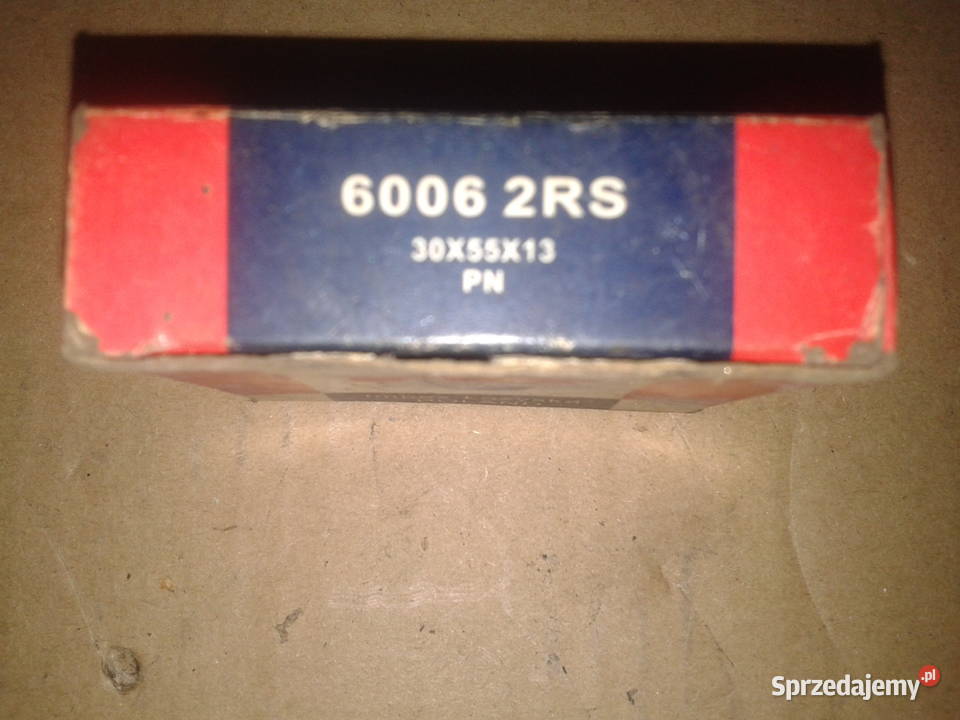 6006 2RS
30X55X13
PN
Sprzedajemy.pl